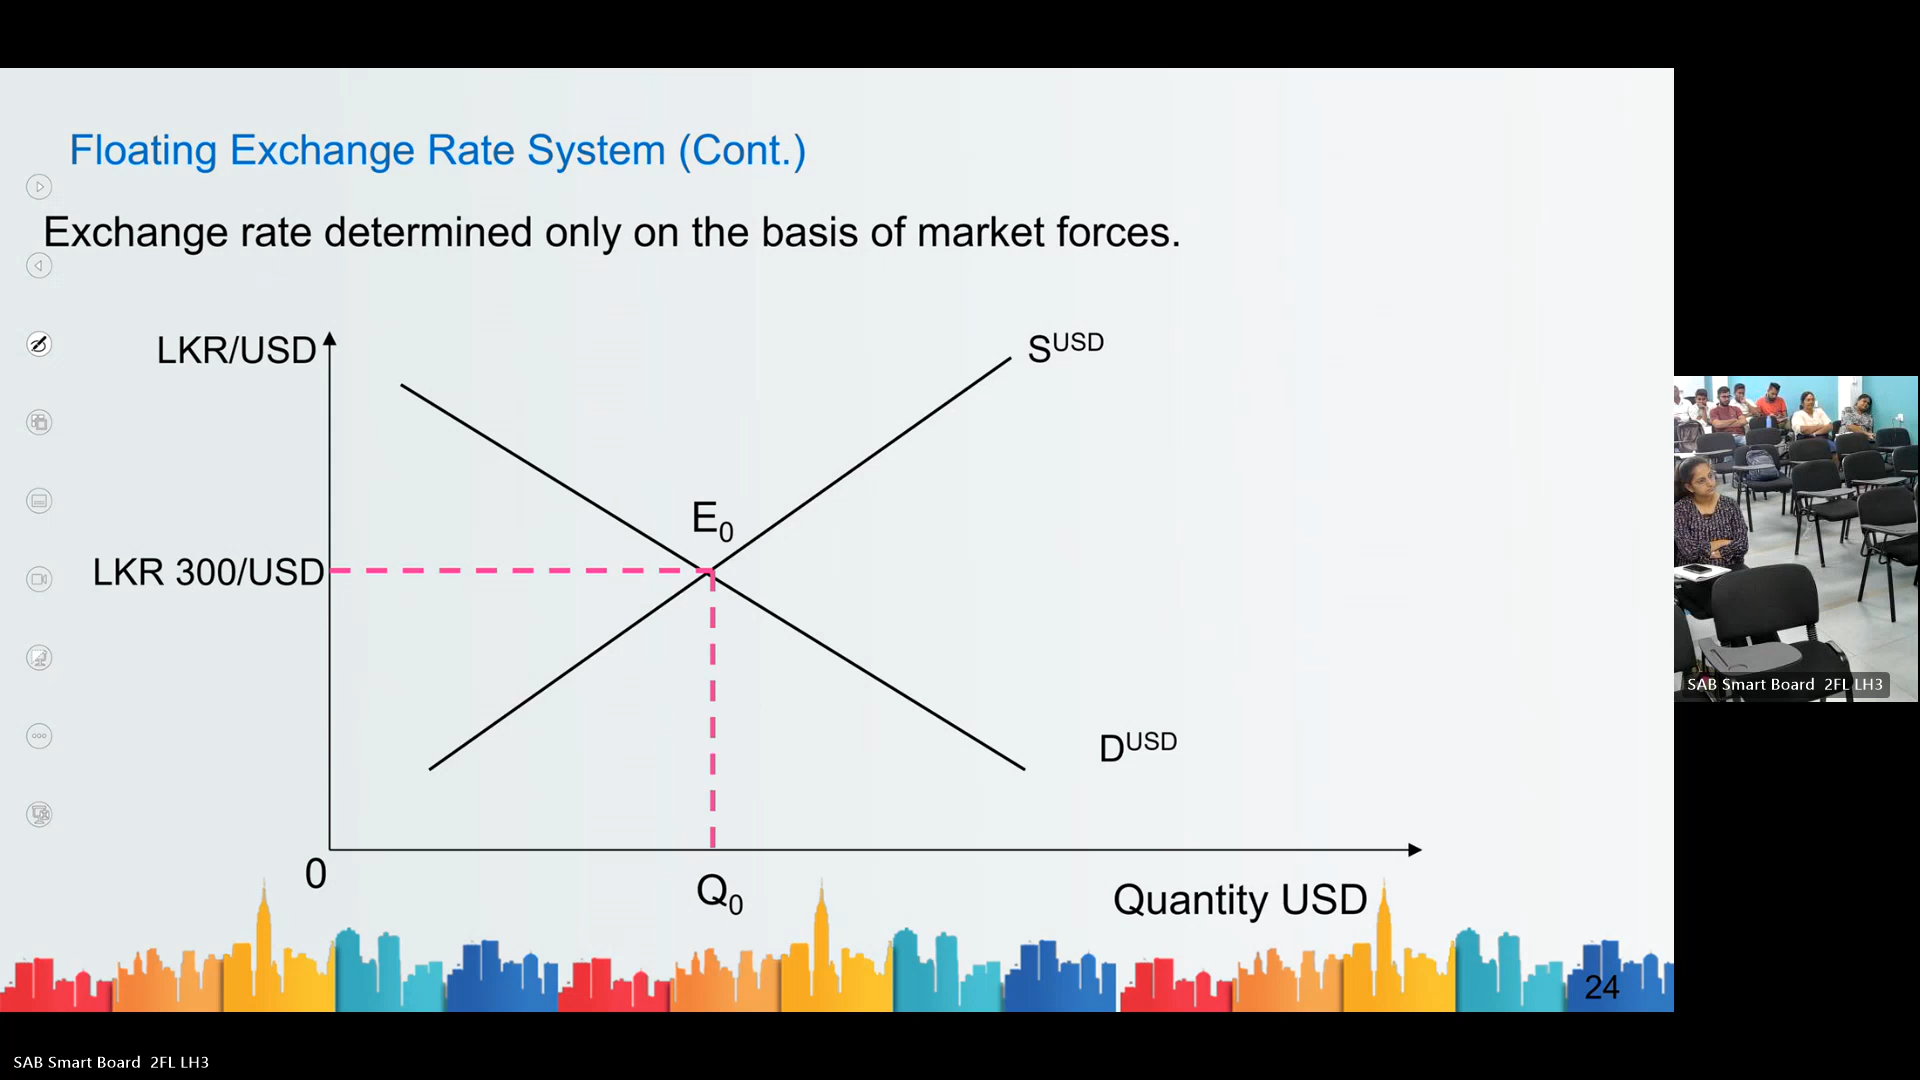 Floating Exchange Rate System (Cont.)
Exchange rate determined only on the basis of market forces.
LKR/USD
S^USD
E₀
LKR 300/USD
D^USD
0
Q₀
Quantity USD
24
SAB Smart Board 2FL LH3
SAB Smart Board 2FL LH3